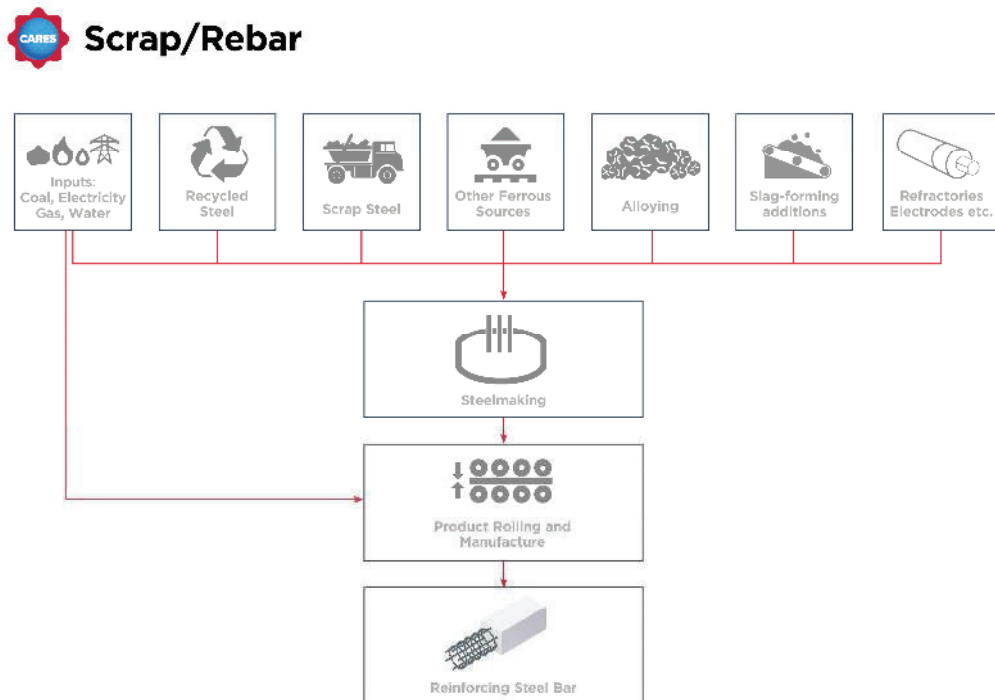 CARES
Scrap/Rebar
Inputs:
Coal, Electricity
Gas, Water
Recycled
Steel
Scrap Steel
Other Ferrous
Sources
Alloying
Slag-forming
additions
Refractories
Electrodes etc.
Steelmaking
Product Rolling and
Manufacture
Reinforcing Steel Bar